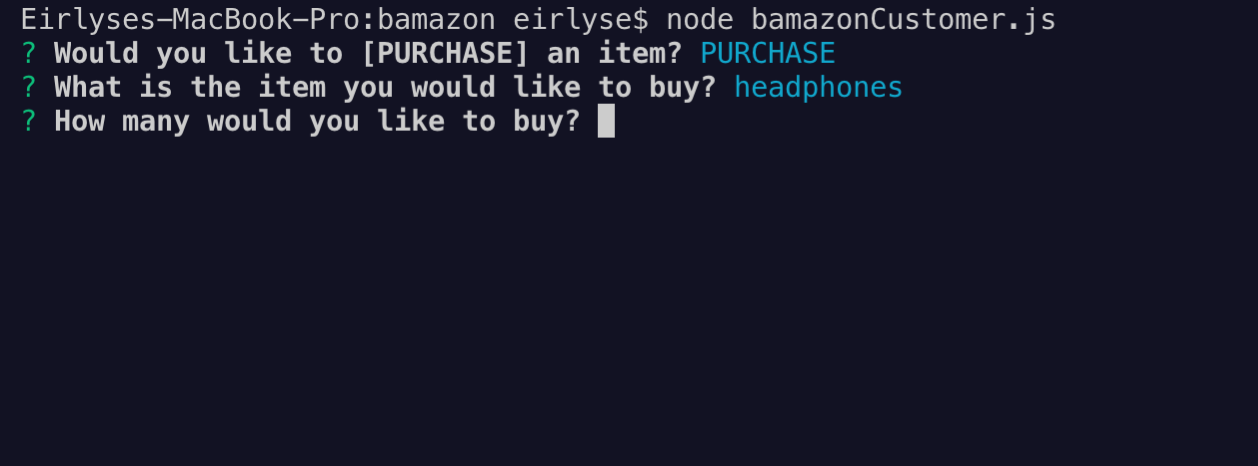 Eirlyses-MacBook-Pro:bamazon eirlyse$ node bamazonCustomer.js
? Would you like to [PURCHASE] an item? PURCHASE
? What is the item you would like to buy? headphones
? How many would you like to buy?